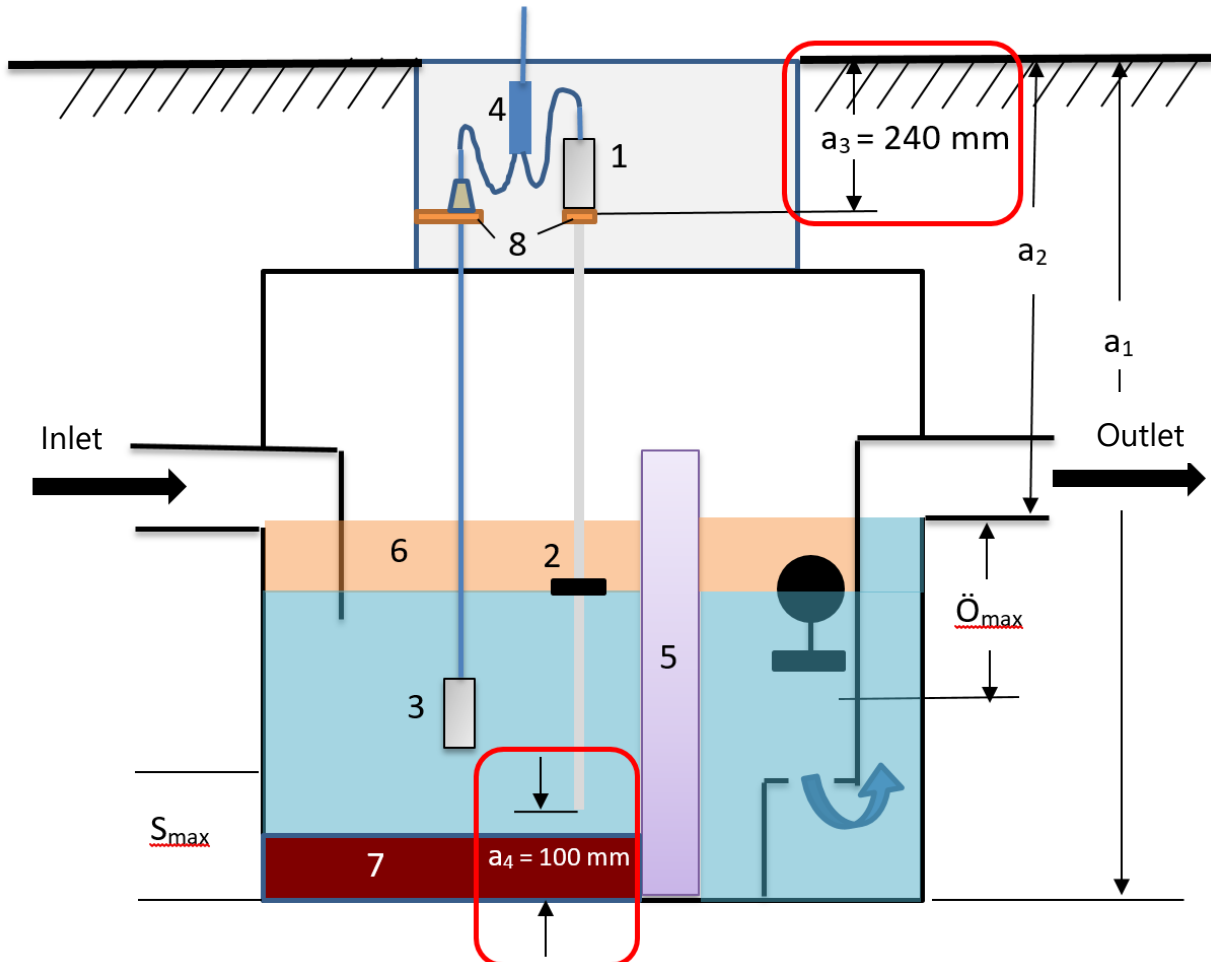 4
1
a₃ = 240 mm
8
a₂
a₁
Inlet
Outlet
6
2
Ömax
5
3
Smax
7
a₄ = 100 mm